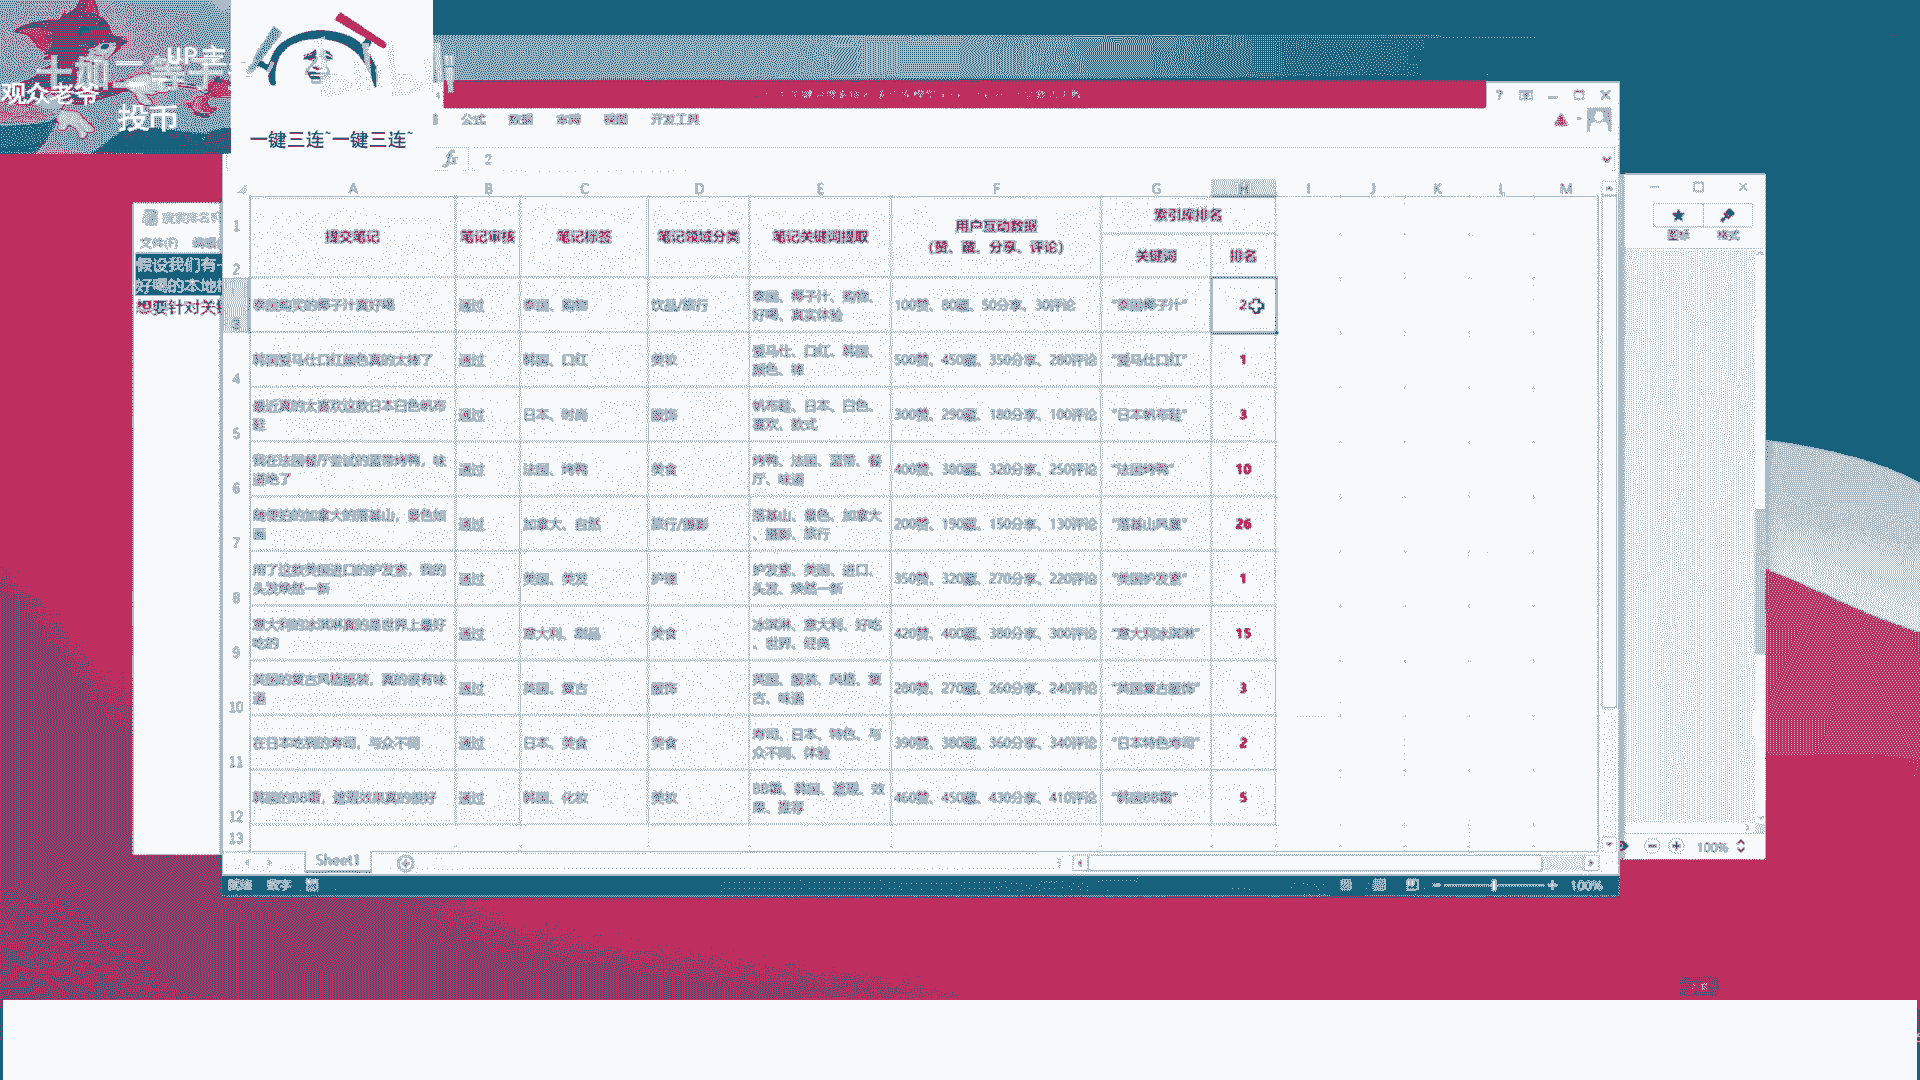 UP主
观众老爷
投币
一键三连~一键三连~
公式 数据 审阅 视图 开发工具
fx 2
文件(F) 编辑
假设我们有一
好喝的本地
想要针对关键
A B C D E F G H I J K L M
提交笔记 笔记审核 笔记标签 笔记领域分类 笔记关键词提取 用户互动数据
(赞、藏、分享、评论) 索引库排名
关键词 排名
泰国购买的椰子汁真好喝 通过 泰国、购物 饮品/旅行 泰国、椰子汁、购物、
好喝、真实体验 100赞、80藏、50分享、30评论 "泰国椰子汁" 2
韩国爱马仕口红颜色真的太绝了 通过 韩国、口红 美妆 爱马仕、口红、韩国、
颜色、绝 500赞、450藏、350分享、280评论 "爱马仕口红" 1
最近真的太喜欢这款日本白色帆布
鞋 通过 日本、时尚 服饰 帆布鞋、日本、白色、
喜欢、款式 300赞、290藏、180分享、100评论 "日本帆布鞋" 3
我在法国餐厅尝试的蓝带烤鸭，味
道绝了 通过 法国、烤鸭 美食 烤鸭、法国、蓝带、餐
厅、味道 400赞、380藏、320分享、250评论 "法国烤鸭" 10
随便拍的加拿大的落基山，景色如
画 通过 加拿大、自然 旅行/摄影 落基山、景色、加拿大
、摄影、旅行 200赞、190藏、150分享、130评论 "落基山风景" 26
用了这款美国进口的护发素，我的
头发焕然一新 通过 美国、美发 护理 护发素、美国、进口、
头发、焕然一新 350赞、320藏、270分享、220评论 "美国护发素" 1
意大利的冰淇淋真的是世界上最好
吃的 通过 意大利、甜品 美食 冰淇淋、意大利、好吃
、世界、经典 420赞、400藏、380分享、300评论 "意大利冰淇淋" 15
英国的复古风格服装，真的很有味
道 通过 英国、复古 服饰 英国、服装、风格、复
古、味道 280赞、270藏、260分享、240评论 "英国复古服饰" 3
在日本吃到的寿司，与众不同 通过 日本、美食 美食 寿司、日本、特色、与
众不同、体验 390赞、380藏、360分享、340评论 "日本特色寿司" 2
韩国的BB霜，遮瑕效果真的很好 通过 韩国、化妆 美妆 BB霜、韩国、遮瑕、效
果、推荐 460赞、450藏、430分享、410评论 "韩国BB霜" 5
1
2
3
4
5
6
7
8
9
10
11
12
13
Sheet1
就绪 数字
100%
图标 格式
100%